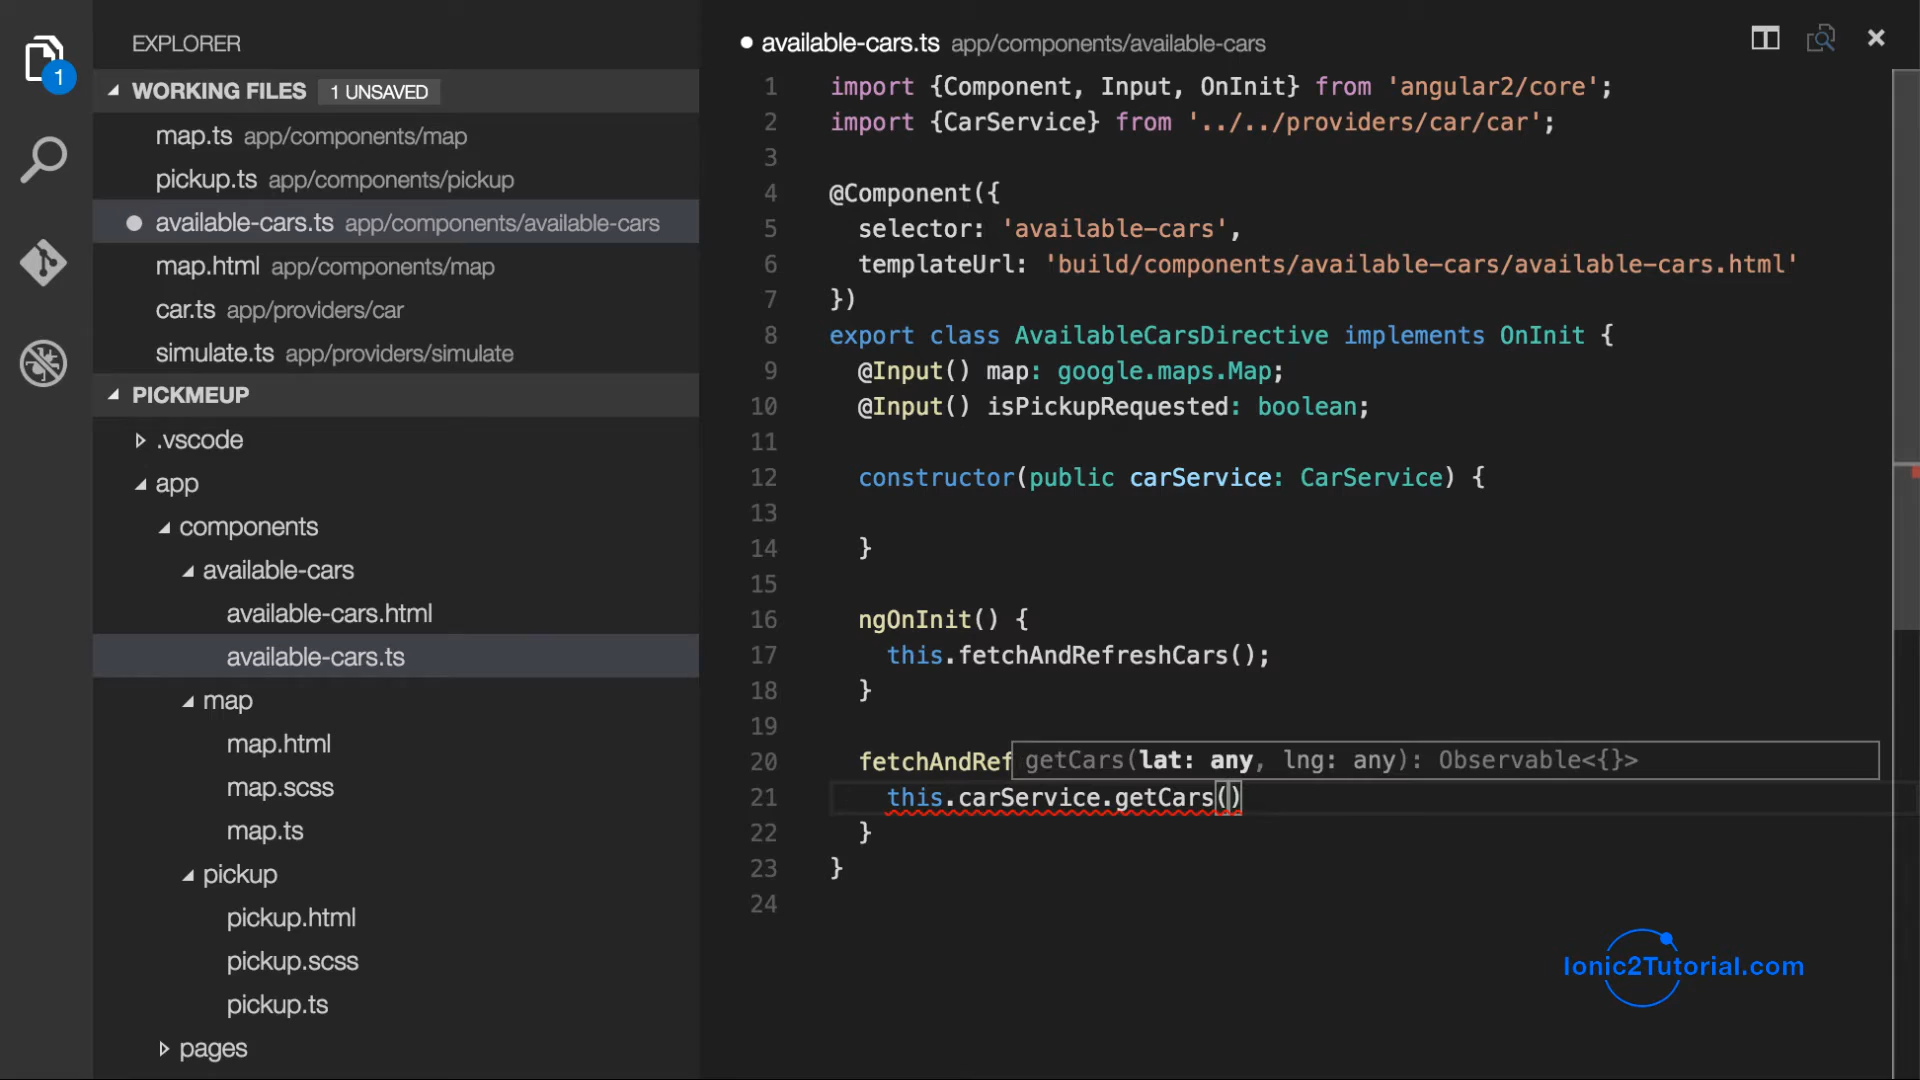 EXPLORER
WORKING FILES 1 UNSAVED
map.ts app/components/map
pickup.ts app/components/pickup
available-cars.ts app/components/available-cars
map.html app/components/map
car.ts app/providers/car
simulate.ts app/providers/simulate
PICKMEUP
.vscode
app
components
available-cars
available-cars.html
available-cars.ts
map
map.html
map.scss
map.ts
pickup
pickup.html
pickup.scss
pickup.ts
pages
1
available-cars.ts app/components/available-cars
1 import {Component, Input, OnInit} from 'angular2/core';
2 import {CarService} from '../../providers/car/car';
3
4 @Component({
5 selector: 'available-cars',
6 templateUrl: 'build/components/available-cars/available-cars.html'
7 })
8 export class AvailableCarsDirective implements OnInit {
9 @Input() map: google.maps.Map;
10 @Input() isPickupRequested: boolean;
11
12 constructor(public carService: CarService) {
13
14 }
15
16 ngOnInit() {
17 this.fetchAndRefreshCars();
18 }
19
20 fetchAndRef getCars(lat: any, lng: any): Observable<{}>
21 this.carService.getCars()
22 }
23 }
24
Ionic2Tutorial.com